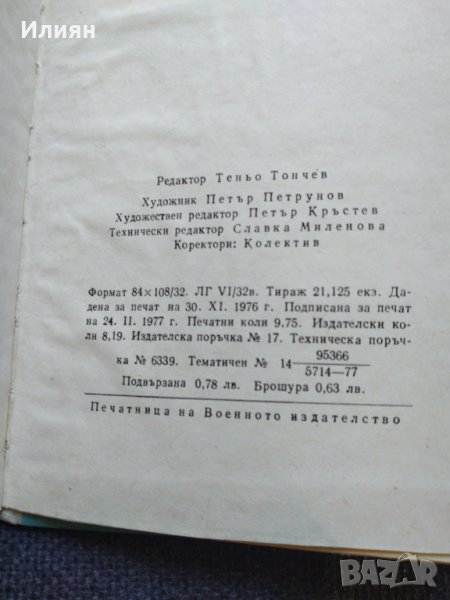 Илиян
Редактор Теньо Тончев
Художник Петър Петрунов
Художествен редактор Петър Кръстев
Технически редактор Славка Миленова
Коректори: Колектив
Формат 84×108/32. ЛГ VI/32в. Тираж 21,125 екз. Да-
дена за печат на 30. XI. 1976 г. Подписана за печат
на 24. II. 1977 г. Печатни коли 9,75. Издателски ко-
ли 8,19. Издателска поръчка № 17. Техническа поръч-
ка № 6339. Тематичен № 14 95366
5714—77
Подвързана 0,78 лв. Брошура 0,63 лв.
Печатница на Военното издателство
BAZAR